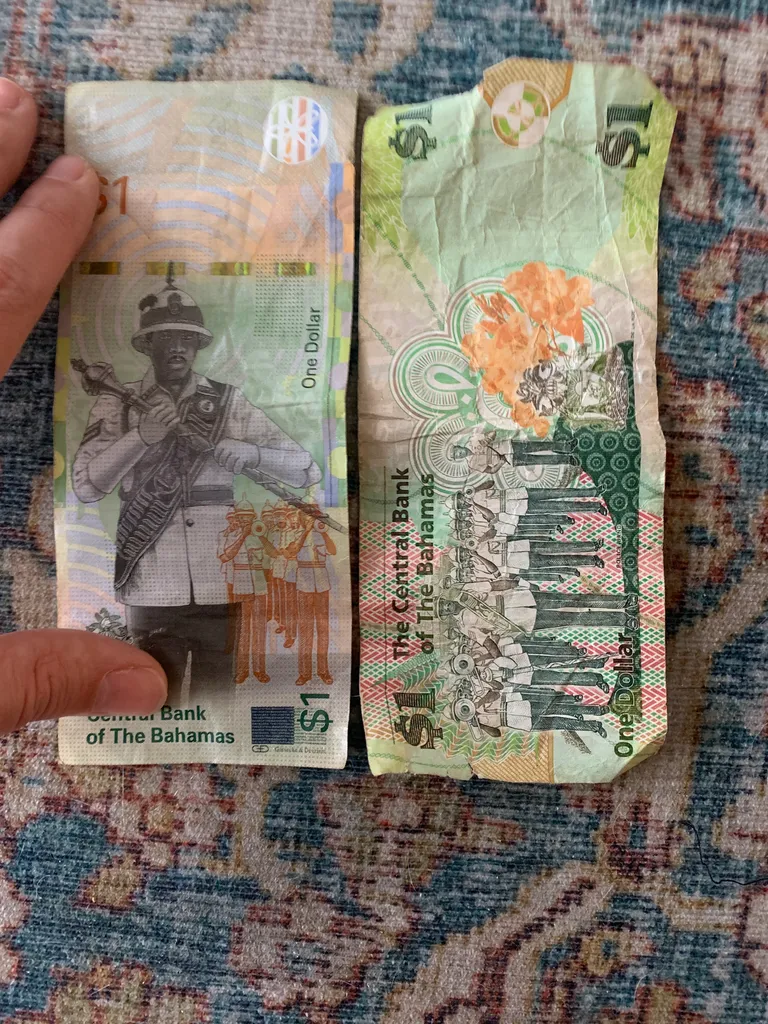 $1
One Dollar
Central Bank
of The Bahamas
$1
$1
$1
The Central Bank
of The Bahamas
$1
One Dollar